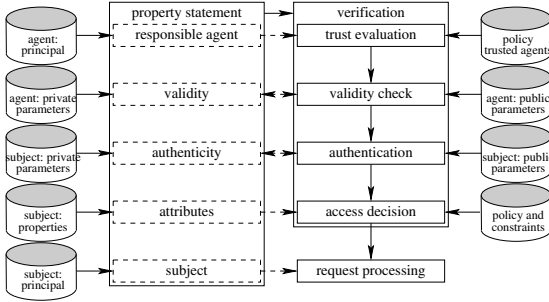 property statement
verification
agent:
principal
responsible agent
trust evaluation
policy
trusted agents
agent: private
parameters
validity
validity check
agent: public
parameters
subject: private
parameters
authenticity
authentication
subject: public
parameters
subject:
properties
attributes
access decision
policy and
constraints
subject:
principal
subject
request processing